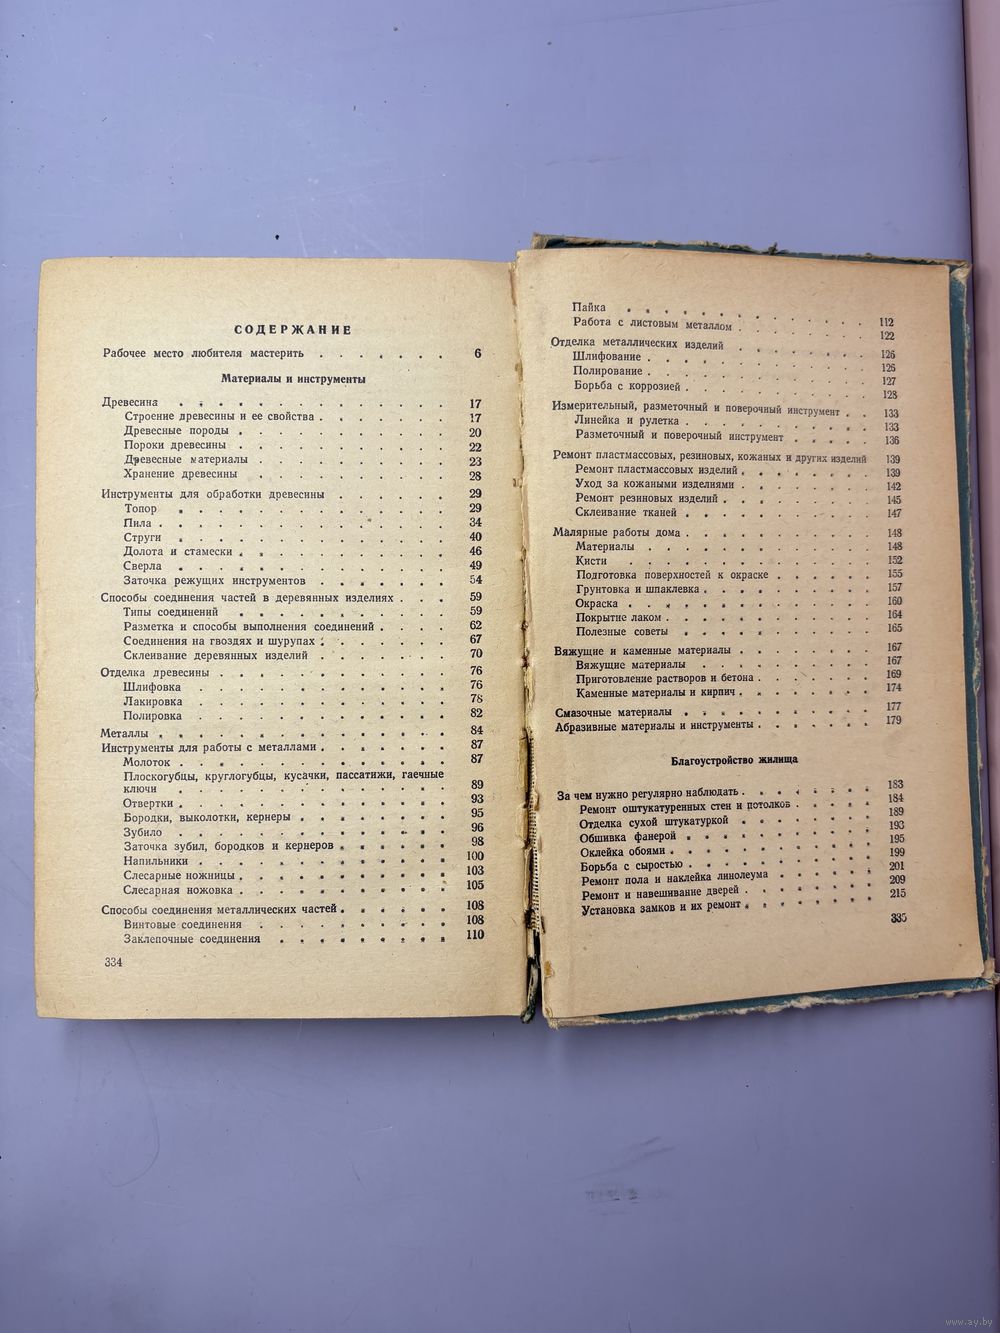 СОДЕРЖАНИЕ
Рабочее место любителя мастерить . . . . . . . 6
Материалы и инструменты
Древесина . . . . . . . . . . . 17
Строение древесины и ее свойства . . . . . . 17
Древесные породы . . . . . . . . . 20
Пороки древесины . . . . . . . . . 22
Древесные материалы . . . . . . . . 23
Хранение древесины . . . . . . . . 28
Инструменты для обработки древесины . . . . . . 29
Топор . . . . . . . . . . . 29
Пила . . . . . . . . . . . . 34
Струги . . . . . . . . . . . 40
Долота и стамески . . . . . . . . . 46
Сверла . . . . . . . . . . . 49
Заточка режущих инструментов . . . . . . 54
Способы соединения частей в деревянных изделиях . . . 59
Типы соединений . . . . . . . . . 59
Разметка и способы выполнения соединений . . . . 62
Соединения на гвоздях и шурупах . . . . . . 67
Склеивание деревянных изделий . . . . . . 70
Отделка древесины . . . . . . . . . . 76
Шлифовка . . . . . . . . . . 76
Лакировка . . . . . . . . . . 78
Полировка . . . . . . . . . . 82
Металлы . . . . . . . . . . . . 84
Инструменты для работы с металлами . . . . . . 87
Молоток . . . . . . . . . . . 87
Плоскогубцы, круглогубцы, кусачки, пассатижи, гаечные
ключи . . . . . . . . . . . 89
Отвертки . . . . . . . . . . . 93
Бородки, выколотки, кернеры . . . . . . . 95
Зубило . . . . . . . . . . . 96
Заточка зубил, бородков и кернеров . . . . . 98
Напильники . . . . . . . . . . 100
Слесарные ножницы . . . . . . . . . 103
Слесарная ножовка . . . . . . . . . 105
Способы соединения металлических частей . . . . . 108
Винтовые соединения . . . . . . . . 108
Заклепочные соединения . . . . . . . . 110
334
Пайка . . . . . . . . . . . 112
Работа с листовым металлом . . . . . . . 122
Отделка металлических изделий . . . . . . . 126
Шлифование . . . . . . . . . . 126
Полирование . . . . . . . . . . 127
Борьба с коррозией . . . . . . . . . 128
Измерительный, разметочный и поверочный инструмент . . 133
Линейка и рулетка . . . . . . . . . 133
Разметочный и поверочный инструмент . . . . 136
Ремонт пластмассовых, резиновых, кожаных и других изделий 139
Ремонт пластмассовых изделий . . . . . . . 139
Уход за кожаными изделиями . . . . . . . 142
Ремонт резиновых изделий . . . . . . . . 145
Склеивание тканей . . . . . . . . . 147
Малярные работы дома . . . . . . . . . 148
Материалы . . . . . . . . . . 148
Кисти . . . . . . . . . . . 152
Подготовка поверхностей к окраске . . . . . 155
Грунтовка и шпаклевка . . . . . . . . 157
Окраска . . . . . . . . . . . 160
Покрытие лаком . . . . . . . . . 164
Полезные советы . . . . . . . . . 165
Вяжущие и каменные материалы . . . . . . . 167
Вяжущие материалы . . . . . . . . 167
Приготовление растворов и бетона . . . . . . 169
Каменные материалы и кирпич . . . . . . . 174
Смазочные материалы . . . . . . . . . 177
Абразивные материалы и инструменты . . . . . . 179
Благоустройство жилища
За чем нужно регулярно наблюдать . . . . . . 183
Ремонт оштукатуренных стен и потолков . . . . 184
Отделка сухой штукатуркой . . . . . . . 189
Обшивка фанерой . . . . . . . . . 193
Оклейка обоями . . . . . . . . . 195
Борьба с сыростью . . . . . . . . . 199
Ремонт пола и наклейка линолеума . . . . . 201
Ремонт и навешивание дверей . . . . . . . 209
Установка замков и их ремонт . . . . . . . 215
335
www.ay.by